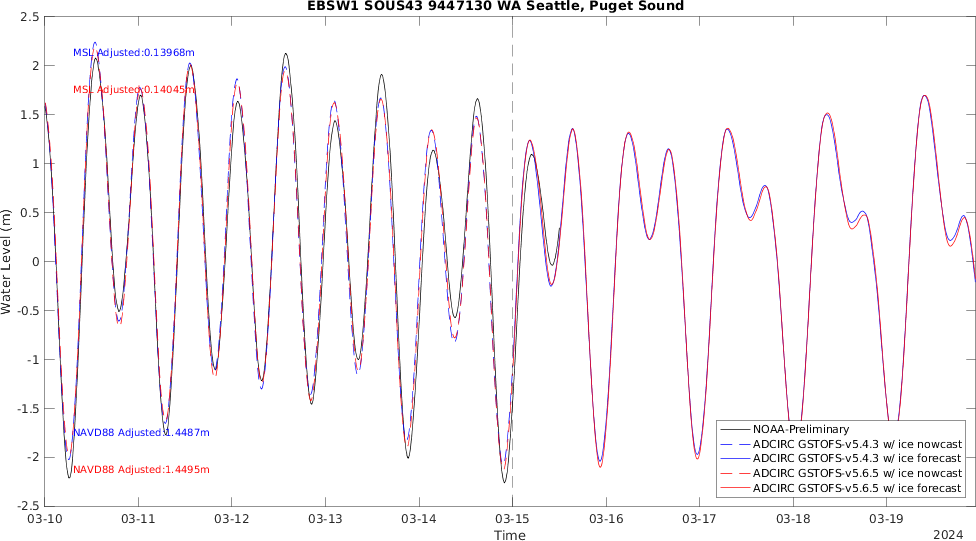 EBSW1 SOUS43 9447130 WA Seattle, Puget Sound
2.5
2
1.5
1
0.5
0
-0.5
-1
-1.5
-2
-2.5
Water Level (m)
MSL Adjusted:0.13968m
MSL Adjusted:0.14045m
NAVD88 Adjusted:1.4487m
NAVD88 Adjusted:1.4495m
NOAA-Preliminary
ADCIRC GSTOFS-v5.4.3 w/ ice nowcast
ADCIRC GSTOFS-v5.4.3 w/ ice forecast
ADCIRC GSTOFS-v5.6.5 w/ ice nowcast
ADCIRC GSTOFS-v5.6.5 w/ ice forecast
03-10 03-11 03-12 03-13 03-14 03-15 03-16 03-17 03-18 03-19
Time
2024